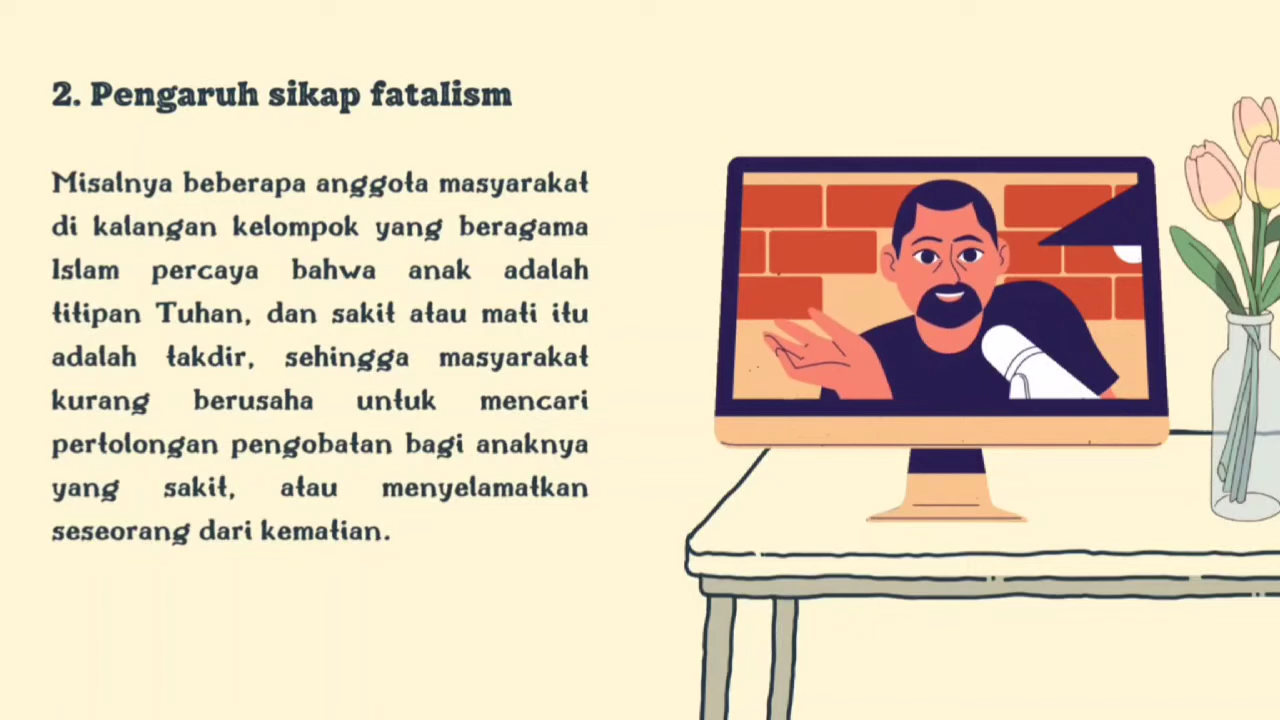 2. Pengaruh sikap fatalism
Misalnya beberapa anggota masyarakat
di kalangan kelompok yang beragama
Islam percaya bahwa anak adalah
titipan Tuhan, dan sakit atau mati itu
adalah takdir, sehingga masyarakat
kurang berusaha untuk mencari
pertolongan pengobatan bagi anaknya
yang sakit, atau menyelamatkan
seseorang dari kematian.